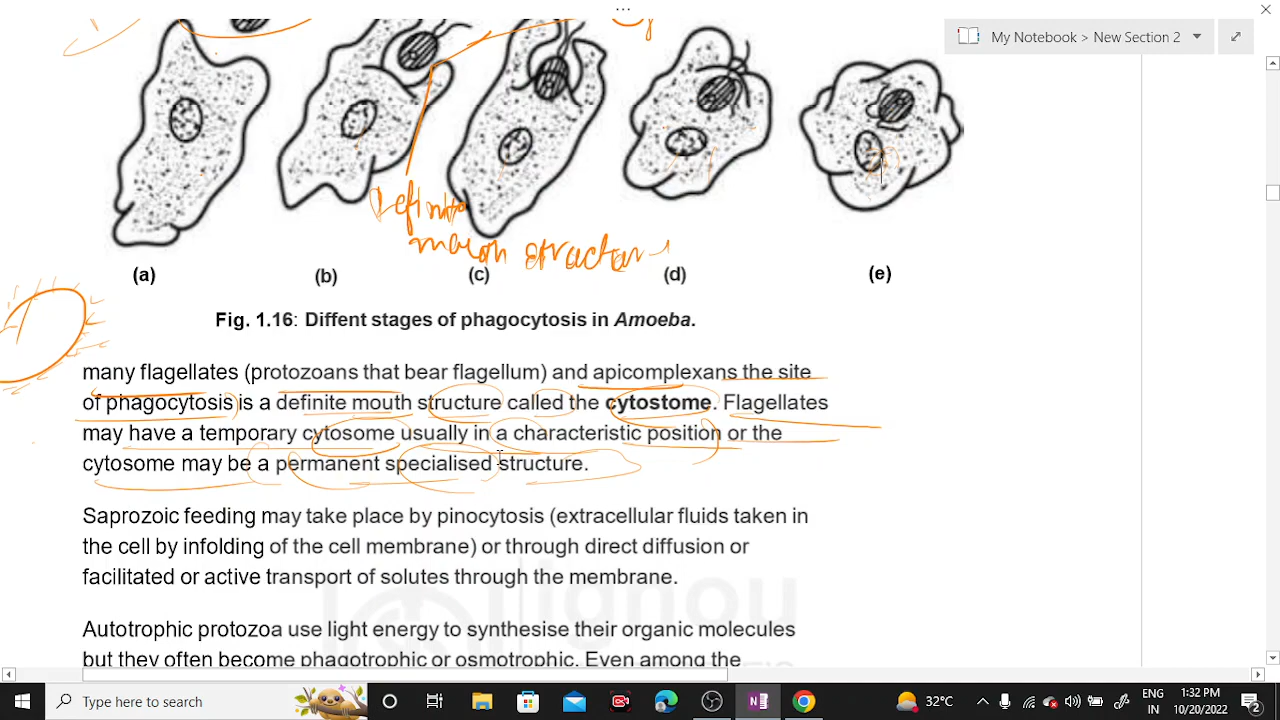 My Notebook > New Section 2
Definite
mouth structure
(a) (b) (c) (d) (e)
Fig. 1.16: Diffent stages of phagocytosis in Amoeba.
many flagellates (protozoans that bear flagellum) and apicomplexans the site
of phagocytosis is a definite mouth structure called the cytostome. Flagellates
may have a temporary cytosome usually in a characteristic position or the
cytosome may be a permanent specialised structure.
Saprozoic feeding may take place by pinocytosis (extracellular fluids taken in
the cell by infolding of the cell membrane) or through direct diffusion or
facilitated or active transport of solutes through the membrane.
ignou
Autotrophic protozoa use light energy to synthesise their organic molecules
but they often become phagotrophic or osmotrophic. Even among the
Type here to search
32°C
ENG
IN
1:32 PM
10/20/2022
2